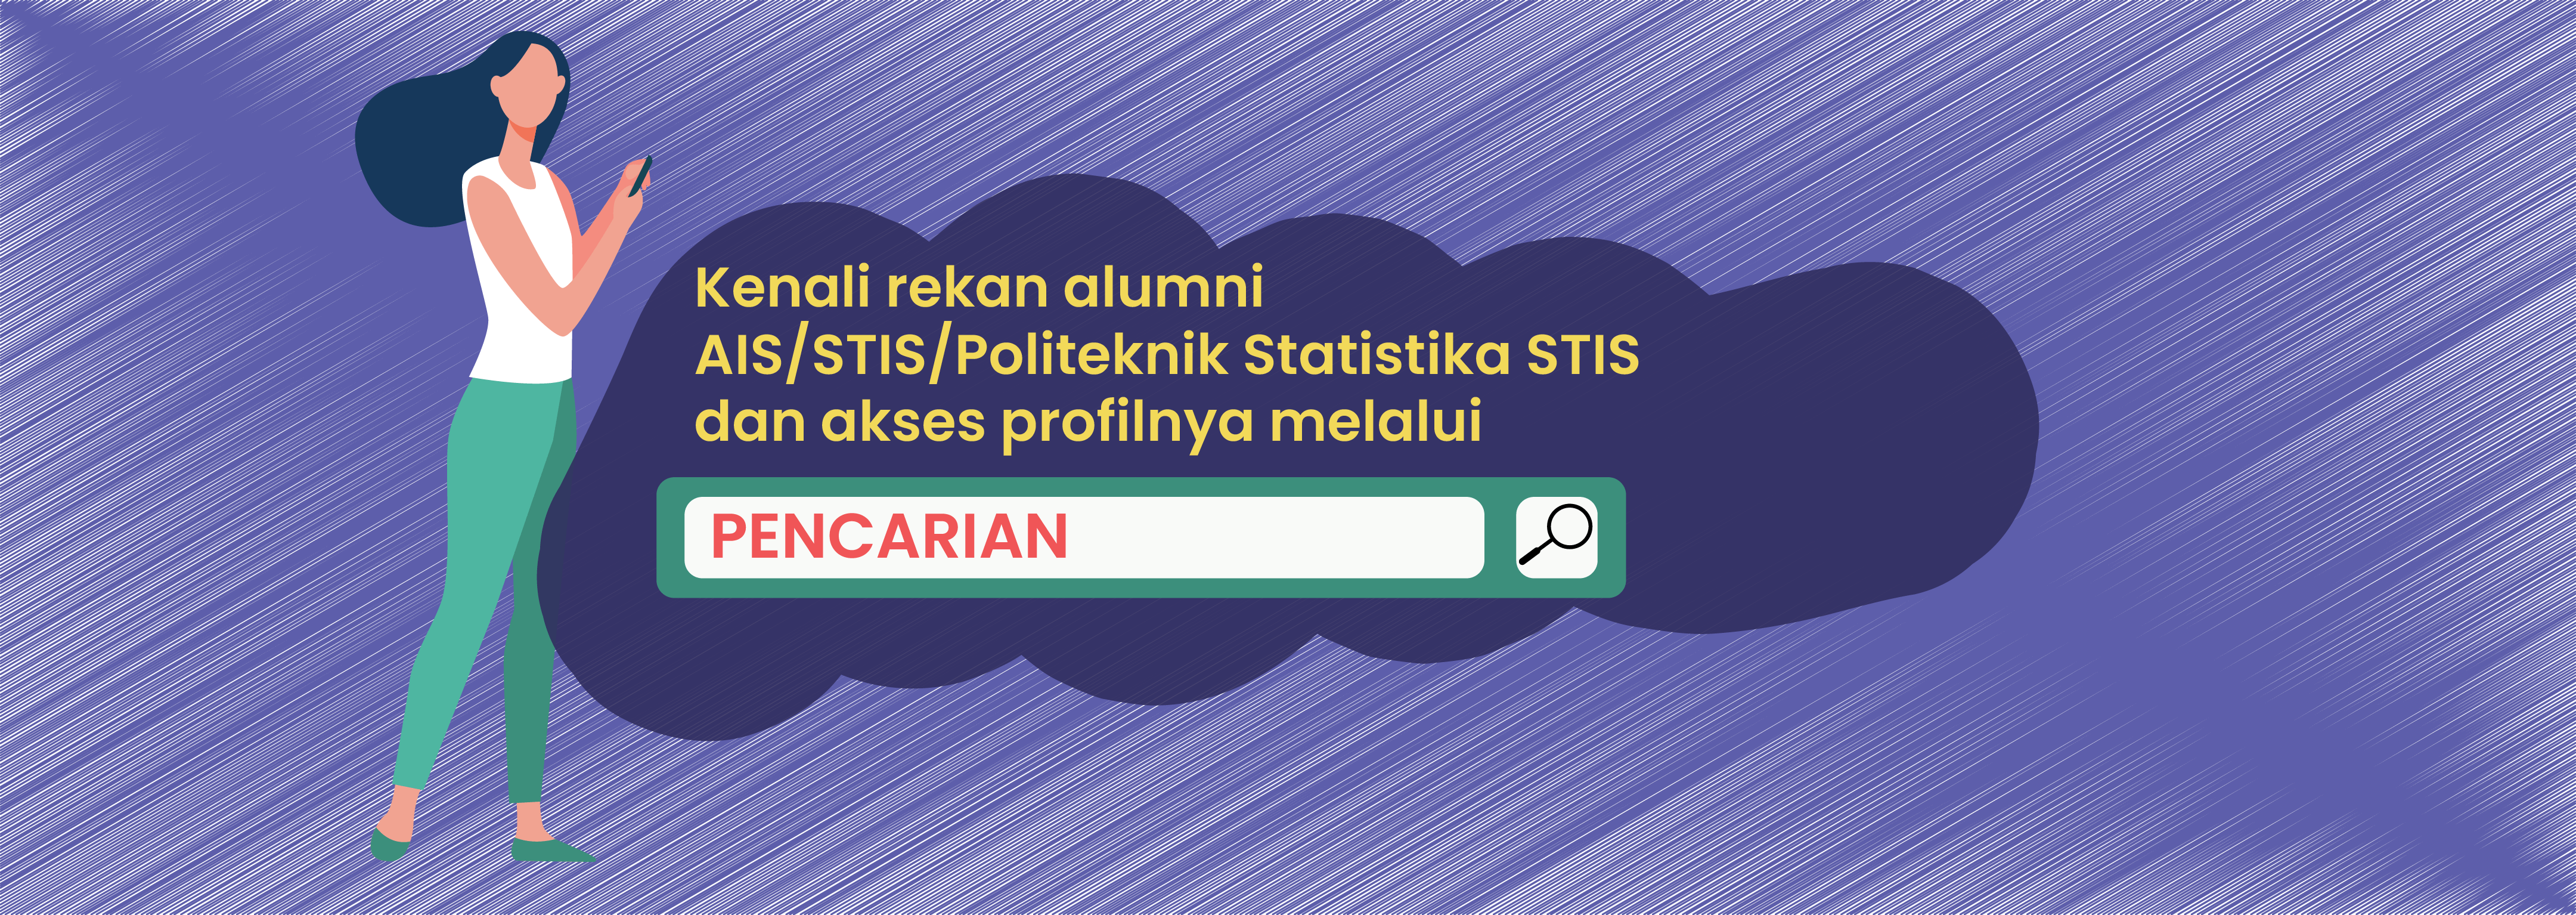 Kenali rekan alumni
AIS/STIS/Politeknik Statistika STIS
dan akses profilnya melalui
PENCARIAN